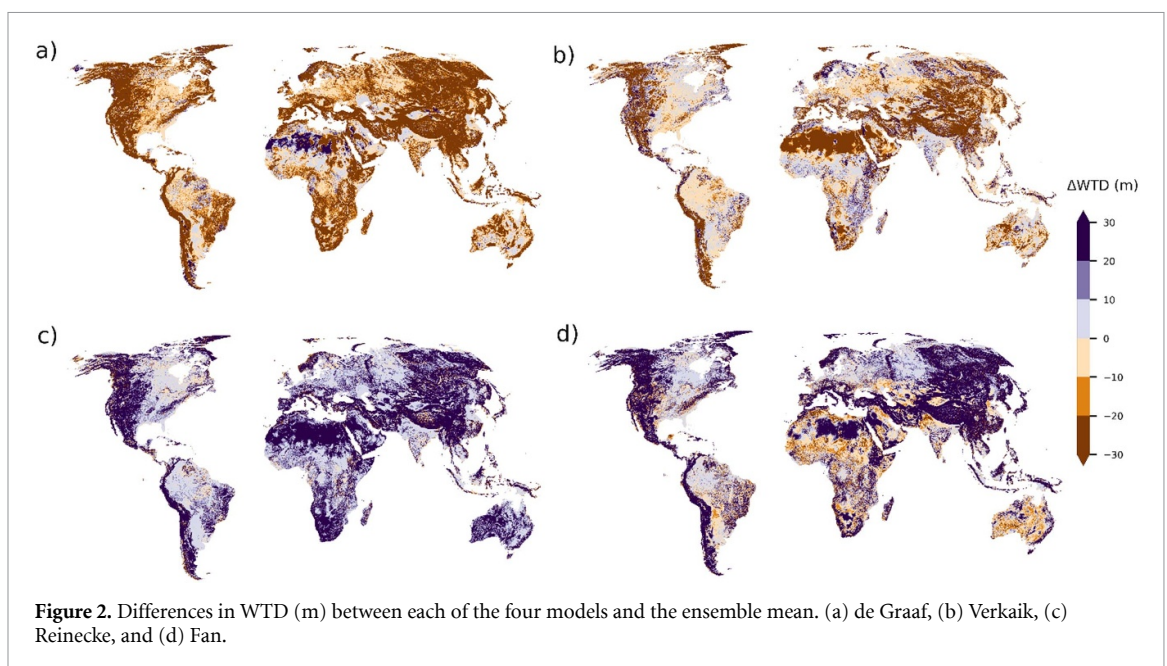 a)
b)
ΔWTD (m)
30
20
10
0
−10
−20
−30
c)
d)
Figure 2. Differences in WTD (m) between each of the four models and the ensemble mean. (a) de Graaf, (b) Verkaik, (c)
Reinecke, and (d) Fan.